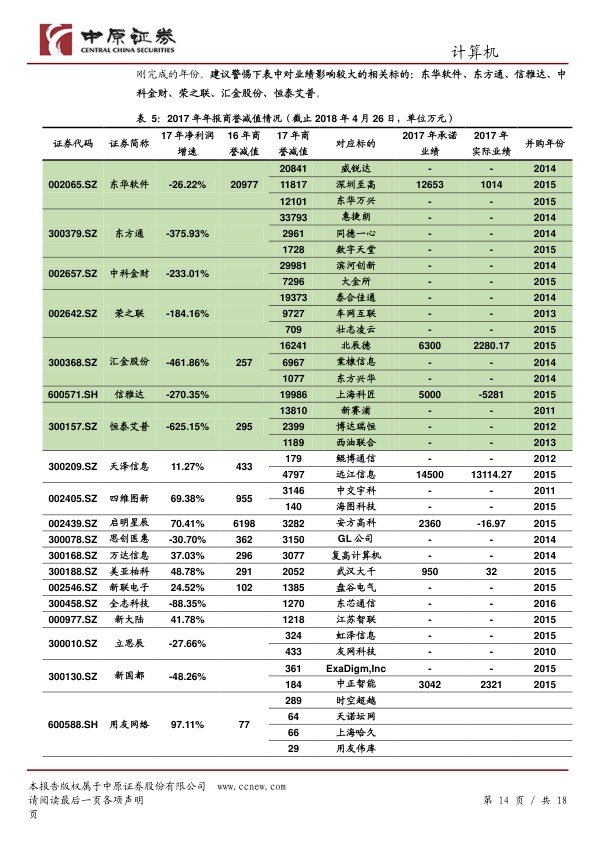 中原证券
CENTRAL CHINA SECURITIES
计算机
刚完成的年份。建议警惕下表中对业绩影响较大的相关标的：东华软件、东方通、信雅达、中
科金财、荣之联、汇金股份、恒泰艾普。
表 5：2017 年年报商誉减值情况（截止 2018 年 4 月 26 日，单位万元）
证券代码 证券简称 17 年净利润增速 16 年商誉减值 17 年商誉减值 对应标的 2017 年承诺业绩 2017 年实际业绩 并购年份
20841 威锐达 - - 2014
002065.SZ 东华软件 -26.22% 20977 11817 深圳至高 12653 1014 2015
12101 东华万兴 - - 2015
33793 惠捷朗 - - 2014
300379.SZ 东方通 -375.93% 2961 同德一心 - - 2014
1728 数字天堂 - - 2015
002657.SZ 中科金财 -233.01% 29981 滨河创新 - - 2014
7296 大金所 - - 2015
19373 泰合佳通 - - 2014
002642.SZ 荣之联 -184.16% 9727 车网互联 - - 2013
709 壮志凌云 - - 2015
16241 北辰德 6300 2280.17 2015
300368.SZ 汇金股份 -461.86% 257 6967 棠棣信息 - - 2014
1077 东方兴华 - - 2014
600571.SH 信雅达 -270.35% 19986 上海科匠 5000 -5281 2015
13810 新赛浦 - - 2011
300157.SZ 恒泰艾普 -625.15% 295 2399 博达瑞恒 - - 2012
1189 西油联合 - - 2013
300209.SZ 天泽信息 11.27% 433 179 鲲博通信 - - 2012
4797 远江信息 14500 13114.27 2015
002405.SZ 四维图新 69.38% 955 3146 中交宇科 - - 2011
140 海图科技 - - 2015
002439.SZ 启明星辰 70.41% 6198 3282 安方高科 2360 -16.97 2015
300078.SZ 思创医惠 -30.70% 362 3150 GL 公司 - - 2014
300168.SZ 万达信息 37.03% 296 3077 复高计算机 - - 2014
300188.SZ 美亚柏科 48.78% 291 2052 武汉大千 950 32 2015
002546.SZ 新联电子 24.52% 102 1385 盘谷电气 - - 2015
300458.SZ 全志科技 -88.35% 1270 东芯通信 - - 2016
000977.SZ 新大陆 41.78% 1218 江苏智联 - - 2015
300010.SZ 立思辰 -27.66% 324 虹泽信息 - - 2015
433 友网科技 - - 2010
300130.SZ 新国都 -48.26% 361 ExaDigm,Inc - - 2015
184 中正智能 3042 2321 2015
289 时空超越
600588.SH 用友网络 97.11% 77 64 天诺坛网
66 上海哈久
29 用友伟库
本报告版权属于中原证券股份有限公司 www.ccnew.com
请阅读最后一页各项声明 第 14 页 / 共 18
页